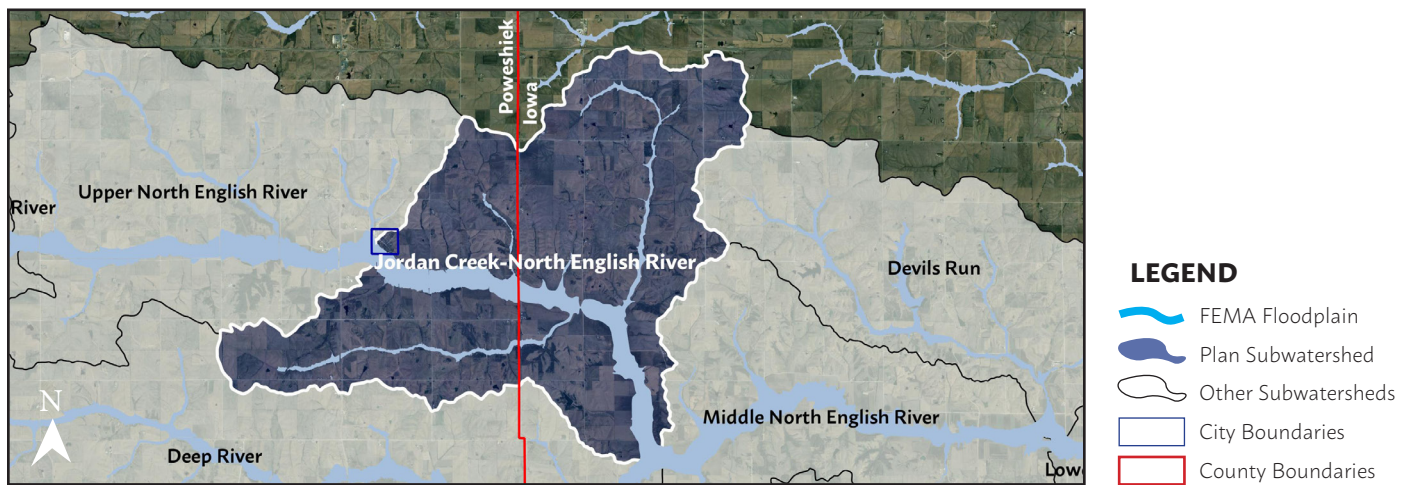 Poweshiek
Iowa
Upper North English River
River
Jordan Creek-North English River
Devils Run
Middle North English River
Deep River
Low
N
LEGEND
FEMA Floodplain
Plan Subwatershed
Other Subwatersheds
City Boundaries
County Boundaries